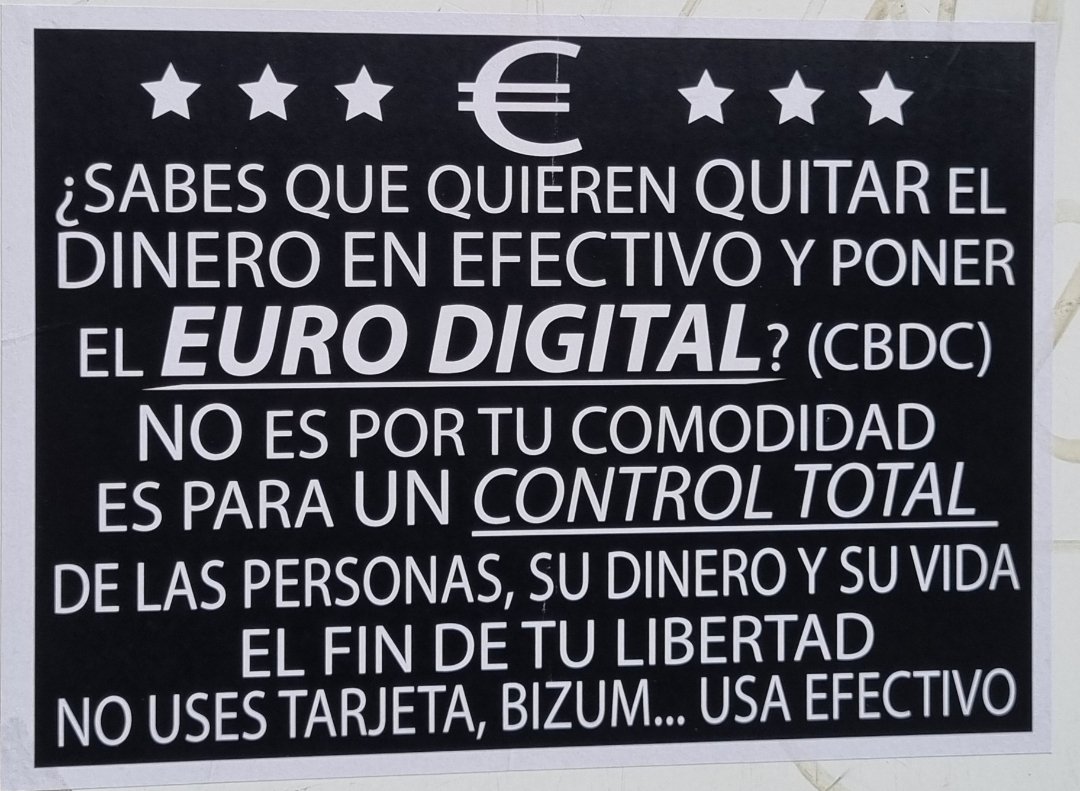 €
¿SABES QUE QUIEREN QUITAR EL
DINERO EN EFECTIVO Y PONER
EL EURO DIGITAL? (CBDC)
NO ES POR TU COMODIDAD
ES PARA UN CONTROL TOTAL
DE LAS PERSONAS, SU DINERO Y SU VIDA
EL FIN DE TU LIBERTAD
NO USES TARJETA, BIZUM... USA EFECTIVO